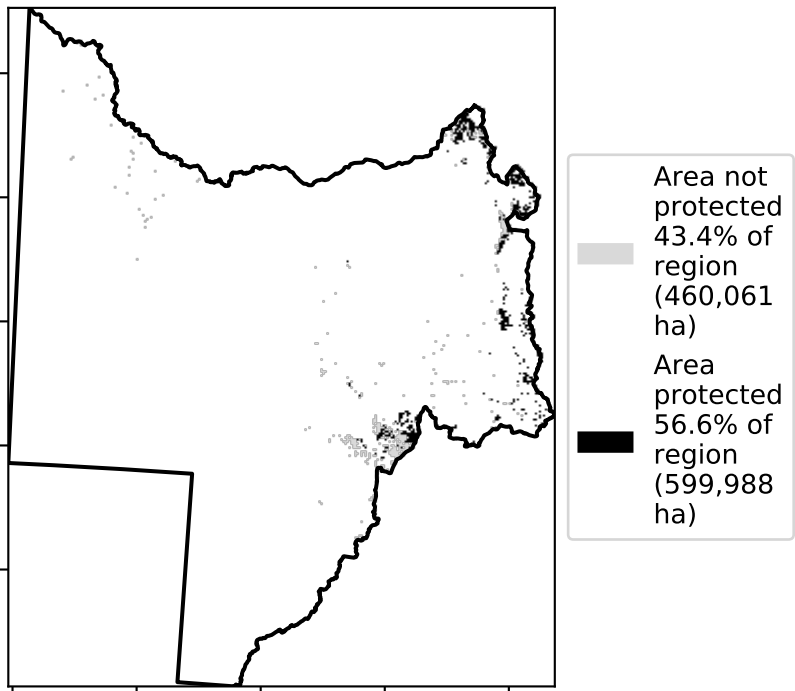 Area not
protected
43.4% of
region
(460,061
ha)
Area
protected
56.6% of
region
(599,988
ha)